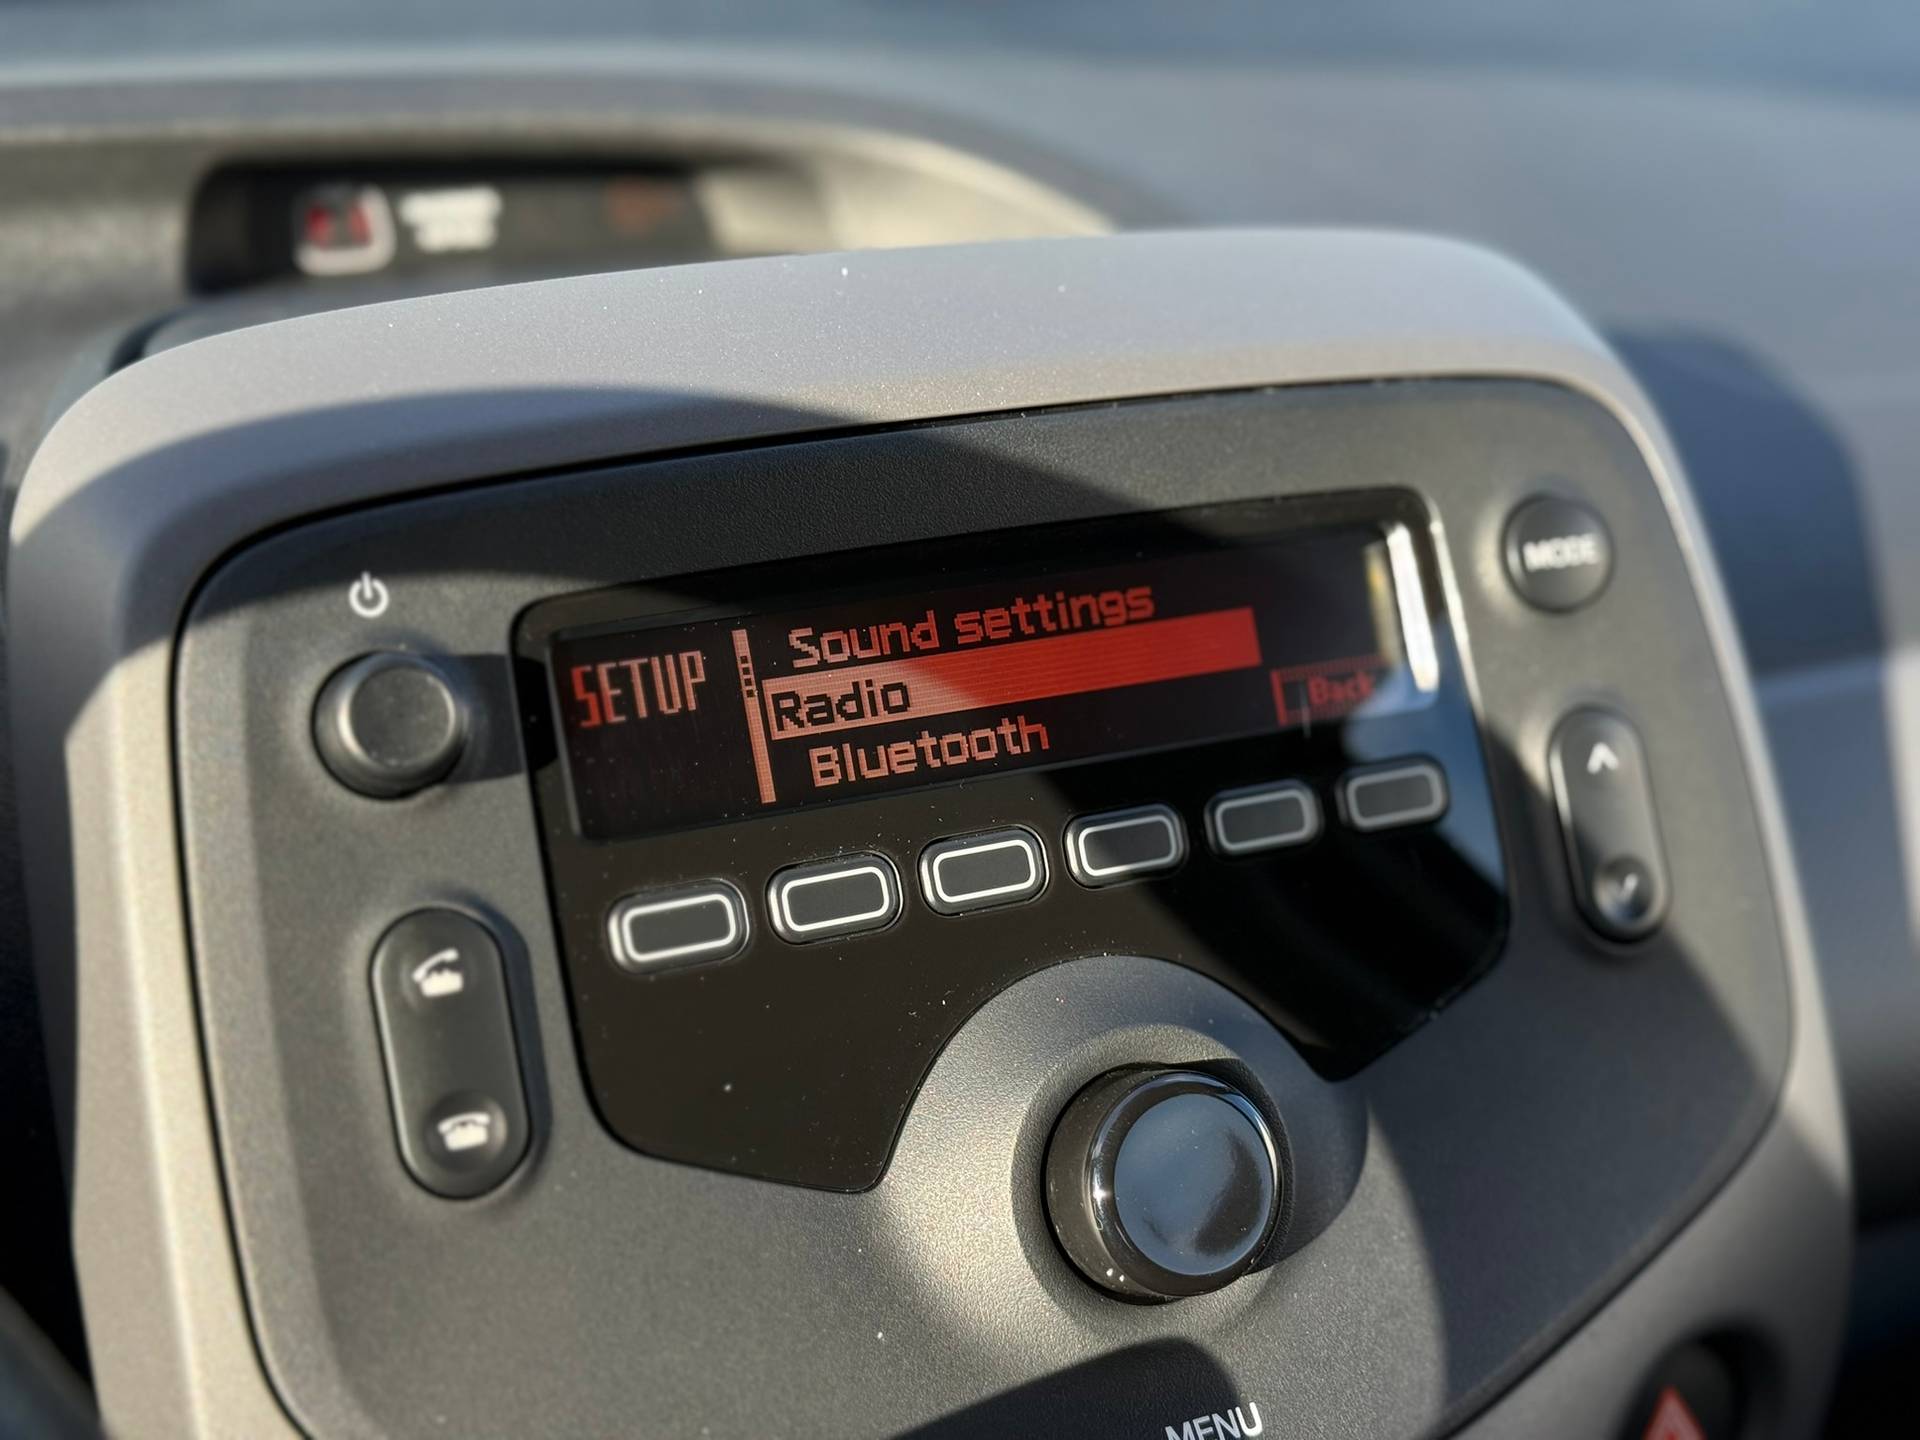 MODE
Sound settings
SETUP
Radio
Back
Bluetooth
MENU